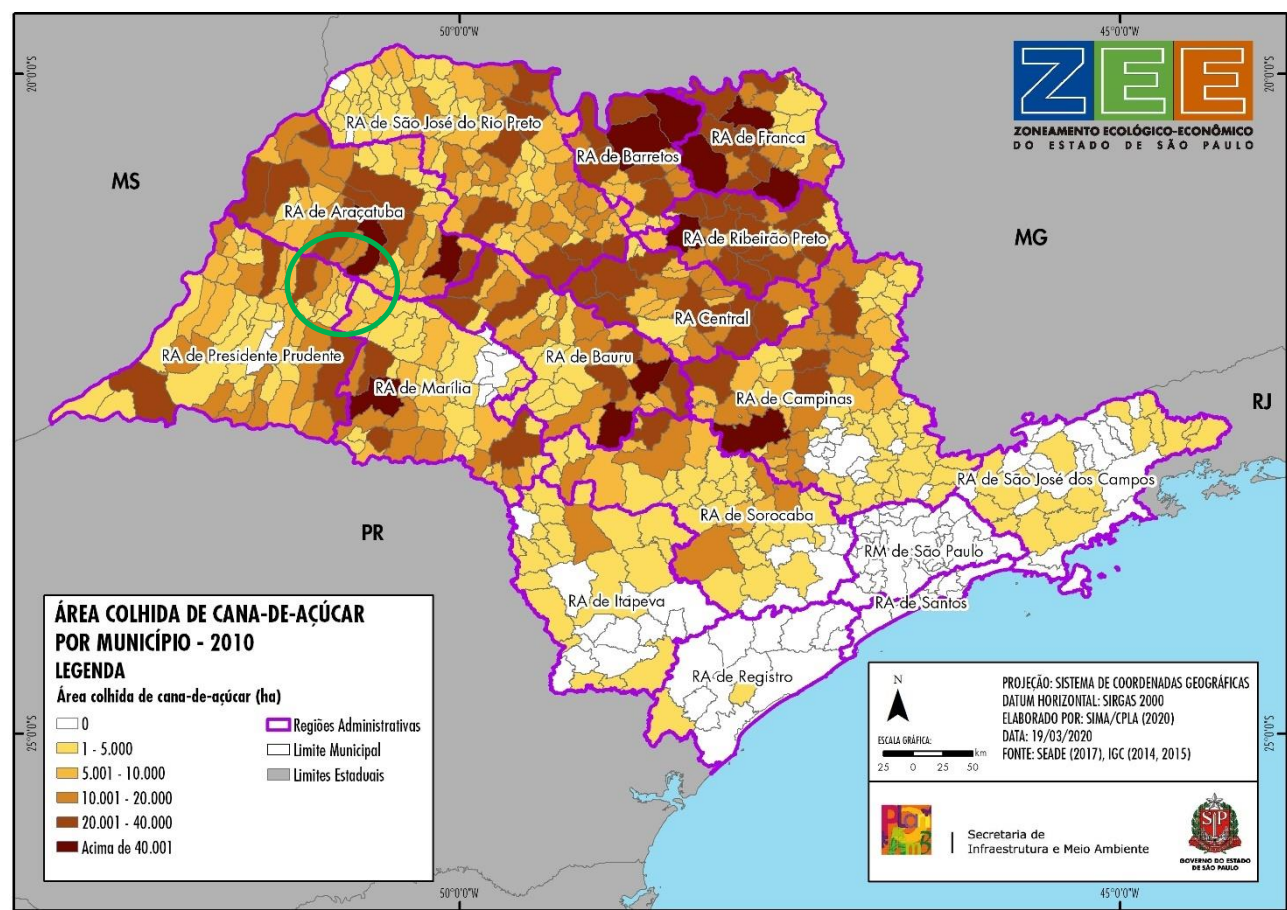 50°0'0"W
45°0'0"W
20°0'0"S
20°0'0"S
ZEE
ZONEAMENTO ECOLÓGICO-ECONÔMICO
DO ESTADO DE SÃO PAULO
MS
MG
RJ
PR
RA de São José do Rio Preto
RA de Barretos
RA de Franca
RA de Araçatuba
RA de Ribeirão Preto
RA Central
RA de Presidente Prudente
RA de Bauru
RA de Marília
RA de Campinas
RA de São José dos Campos
RA de Sorocaba
RM de São Paulo
RA de Itapeva
RA de Santos
RA de Registro
ÁREA COLHIDA DE CANA-DE-AÇÚCAR
POR MUNICÍPIO - 2010
LEGENDA
Área colhida de cana-de-açúcar (ha)
0
1 - 5.000
5.001 - 10.000
10.001 - 20.000
20.001 - 40.000
Acima de 40.001
Regiões Administrativas
Limite Municipal
Limites Estaduais
N
ESCALA GRÁFICA:
km
25 0 25 50
PROJEÇÃO: SISTEMA DE COORDENADAS GEOGRÁFICAS
DATUM HORIZONTAL: SIRGAS 2000
ELABORADO POR: SIMA/CPLA (2020)
DATA: 19/03/2020
FONTE: SEADE (2017), IGC (2014, 2015)
Secretaria de
Infraestrutura e Meio Ambiente
SP
GOVERNO DO ESTADO
DE SÃO PAULO
25°0'0"S
25°0'0"S
50°0'0"W
45°0'0"W